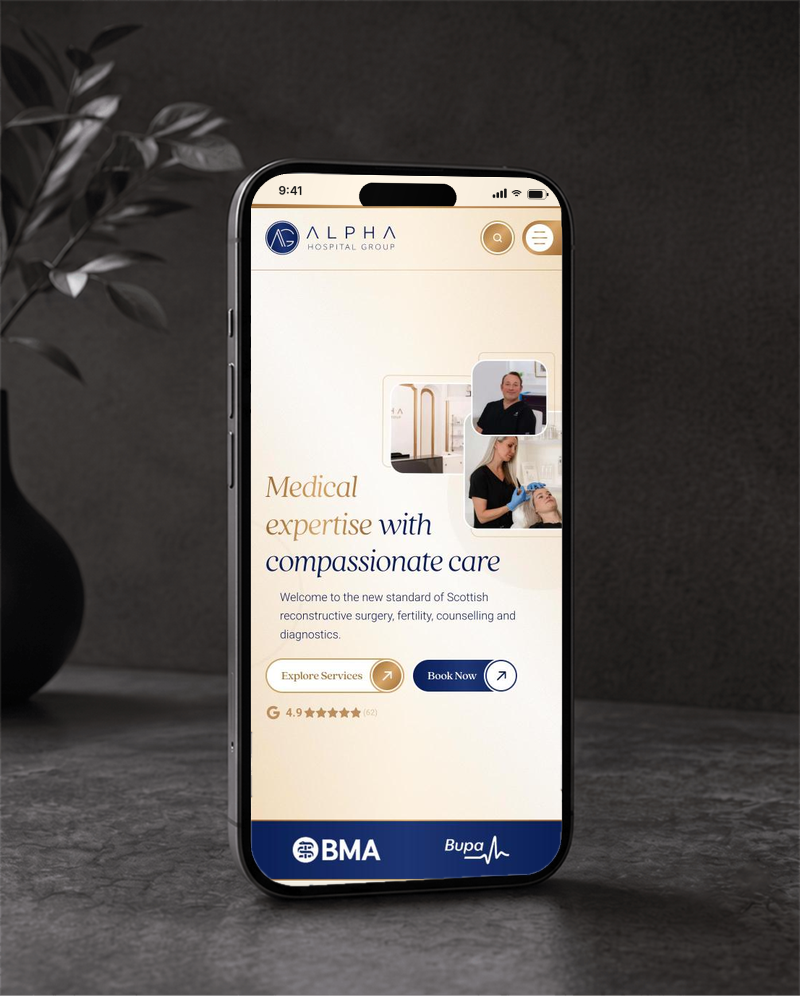 9:41
ALPHA
HOSPITAL GROUP
Medical
expertise with
compassionate care
Welcome to the new standard of Scottish
reconstructive surgery, fertility, counselling and
diagnostics.
Explore Services
Book Now
G 4.9 (62)
BMA
Bupa